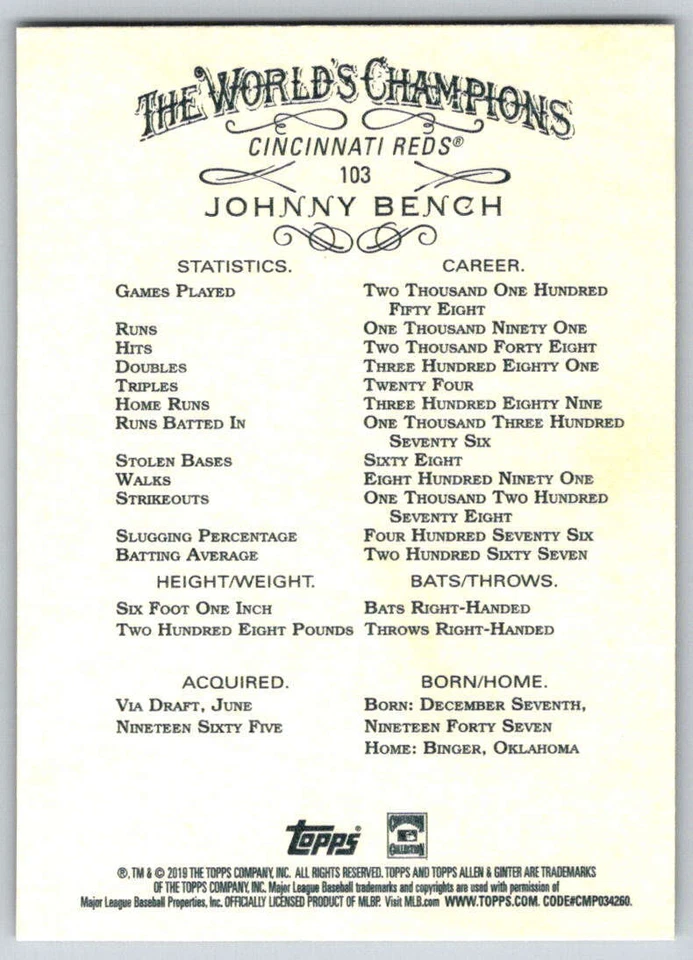 THE WORLD'S CHAMPIONS
CINCINNATI REDS®
103
JOHNNY BENCH
STATISTICS. CAREER.
GAMES PLAYED TWO THOUSAND ONE HUNDRED
FIFTY EIGHT
RUNS ONE THOUSAND NINETY ONE
HITS TWO THOUSAND FORTY EIGHT
DOUBLES THREE HUNDRED EIGHTY ONE
TRIPLES TWENTY FOUR
HOME RUNS THREE HUNDRED EIGHTY NINE
RUNS BATTED IN ONE THOUSAND THREE HUNDRED
SEVENTY SIX
STOLEN BASES SIXTY EIGHT
WALKS EIGHT HUNDRED NINETY ONE
STRIKEOUTS ONE THOUSAND TWO HUNDRED
SEVENTY EIGHT
SLUGGING PERCENTAGE FOUR HUNDRED SEVENTY SIX
BATTING AVERAGE TWO HUNDRED SIXTY SEVEN
HEIGHT/WEIGHT. BATS/THROWS.
SIX FOOT ONE INCH BATS RIGHT-HANDED
TWO HUNDRED EIGHT POUNDS THROWS RIGHT-HANDED
ACQUIRED. BORN/HOME.
VIA DRAFT, JUNE BORN: DECEMBER SEVENTH,
NINETEEN SIXTY FIVE NINETEEN FORTY SEVEN
HOME: BINGER, OKLAHOMA
Topps®
COOPERSTOWN
COLLECTION
®, TM & © 2019 THE TOPPS COMPANY, INC. ALL RIGHTS RESERVED. TOPPS AND TOPPS ALLEN & GINTER ARE TRADEMARKS
OF THE TOPPS COMPANY, INC. Major League Baseball trademarks and copyrights are used with permission of
Major League Baseball Properties, Inc. OFFICIALLY LICENSED PRODUCT OF MLBP. Visit MLB.com WWW.TOPPS.COM. CODE#CMP034260.